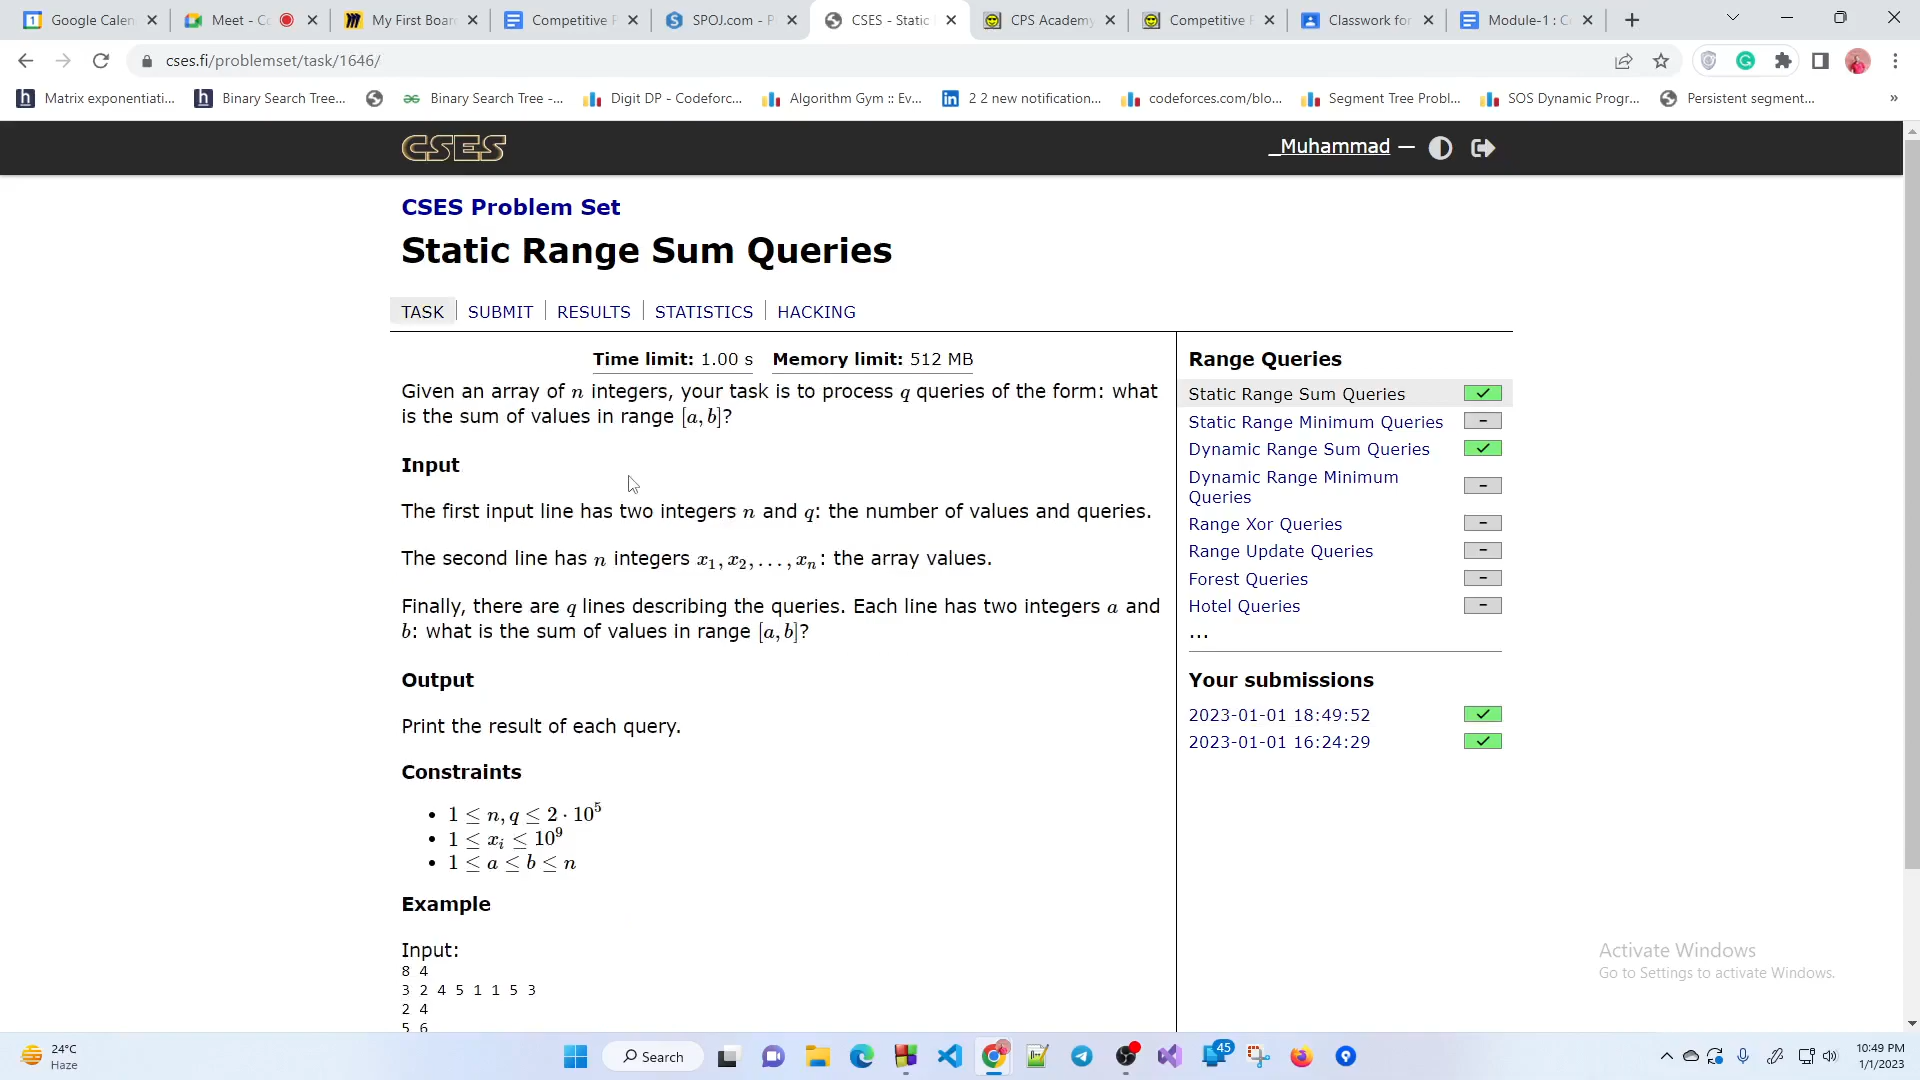 Google Calen
Meet - Co
My First Boar
Competitive P
SPOJ.com - P
CSES - Static
CPS Academy
Competitive P
Classwork for
Module-1 : C
cses.fi/problemset/task/1646/
Matrix exponentiati...
Binary Search Tree...
Binary Search Tree -...
Digit DP - Codeforc...
Algorithm Gym :: Ev...
2 2 new notification...
codeforces.com/blo...
Segment Tree Probl...
SOS Dynamic Progr...
Persistent segment...
»
CSES
_Muhammad —
CSES Problem Set
Static Range Sum Queries
TASK
SUBMIT
RESULTS
STATISTICS
HACKING
Time limit: 1.00 s Memory limit: 512 MB
Given an array of n integers, your task is to process q queries of the form: what
is the sum of values in range [a, b]?
Input
The first input line has two integers n and q: the number of values and queries.
The second line has n integers x₁, x₂, . . . , xₙ: the array values.
Finally, there are q lines describing the queries. Each line has two integers a and
b: what is the sum of values in range [a, b]?
Output
Print the result of each query.
Constraints
• 1 ≤ n, q ≤ 2 · 10⁵
• 1 ≤ xᵢ ≤ 10⁹
• 1 ≤ a ≤ b ≤ n
Example
Input:
8 4
3 2 4 5 1 1 5 3
2 4
5 6
Range Queries
Static Range Sum Queries
Static Range Minimum Queries
Dynamic Range Sum Queries
Dynamic Range Minimum
Queries
Range Xor Queries
Range Update Queries
Forest Queries
Hotel Queries
...
Your submissions
2023-01-01 18:49:52
2023-01-01 16:24:29
Activate Windows
Go to Settings to activate Windows.
24°C
Haze
Search
45
10:49 PM
1/1/2023